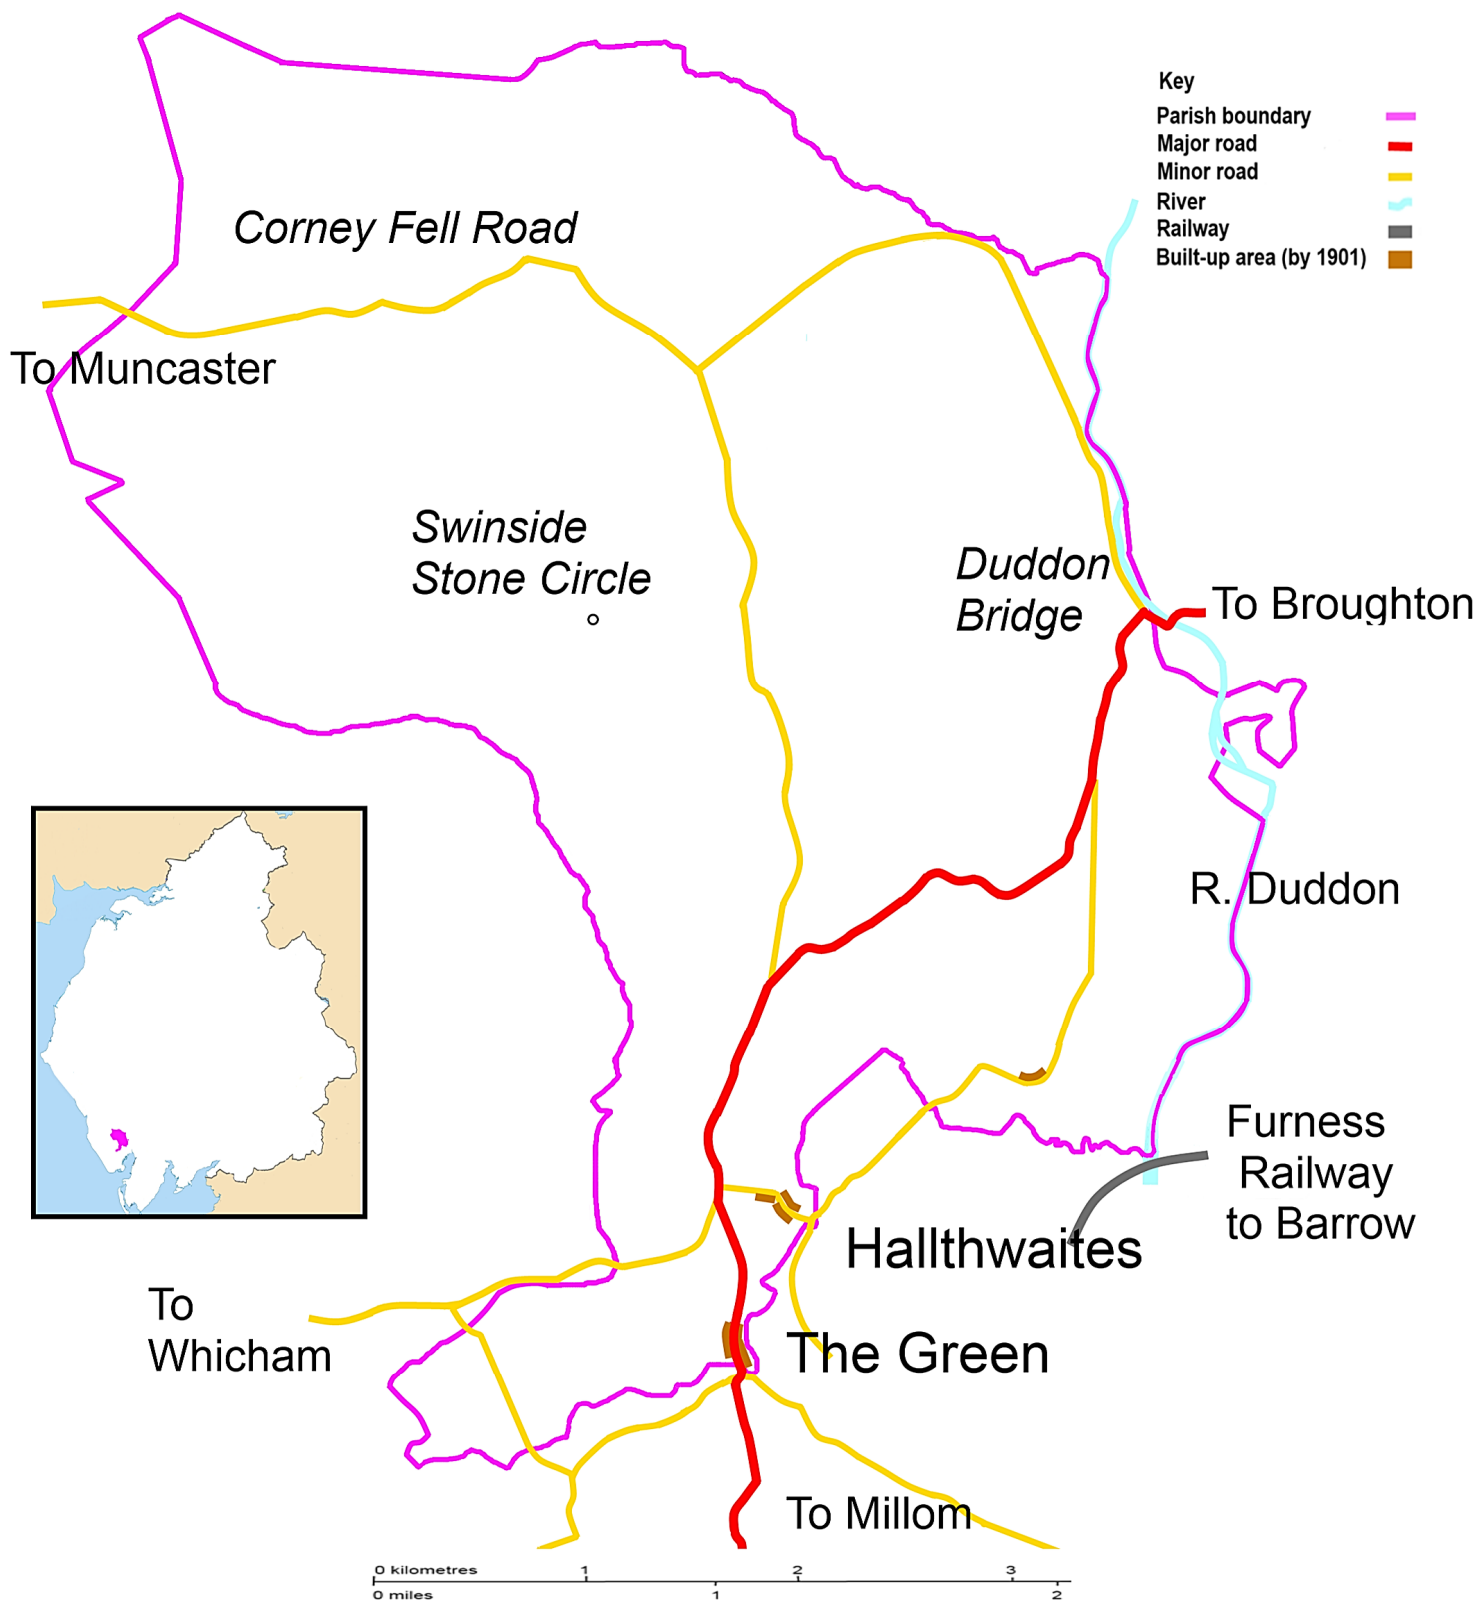 Key
Parish boundary
Major road
Minor road
River
Railway
Built-up area (by 1901)
Corney Fell Road
To Muncaster
Swinside
Stone Circle
Duddon
Bridge
To Broughton
R. Duddon
Furness
Railway
to Barrow
Hallthwaites
To
Whicham
The Green
To Millom
0 kilometres 1 2 3
0 miles 1 2